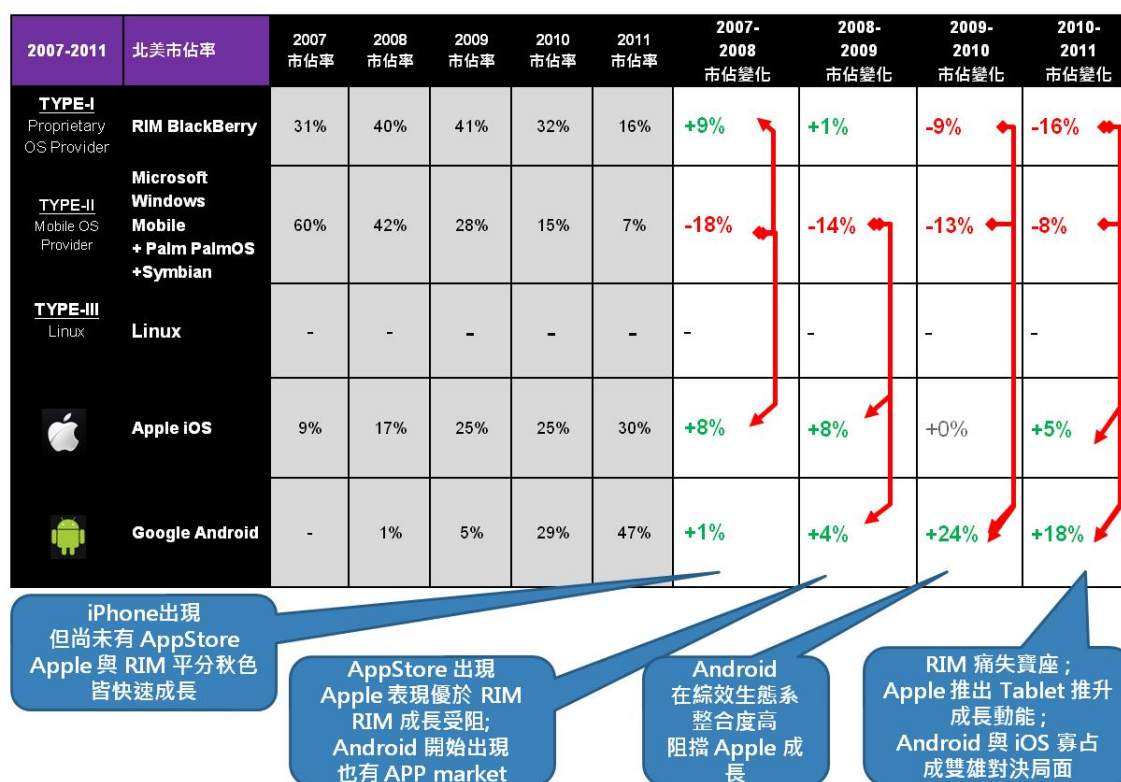 2007-2011 北美市佔率 2007 市佔率 2008 市佔率 2009 市佔率 2010 市佔率 2011 市佔率 2007-2008 市佔變化 2008-2009 市佔變化 2009-2010 市佔變化 2010-2011 市佔變化
TYPE-I
Proprietary
OS Provider
RIM BlackBerry 31% 40% 41% 32% 16% +9% +1% -9% -16%
TYPE-II
Mobile OS
Provider
Microsoft
Windows
Mobile
+ Palm PalmOS
+Symbian
60% 42% 28% 15% 7% -18% -14% -13% -8%
TYPE-III
Linux
Linux - - - - - - - - -
Apple iOS 9% 17% 25% 25% 30% +8% +8% +0% +5%
Google Android - 1% 5% 29% 47% +1% +4% +24% +18%
iPhone出現
但尚未有 AppStore
Apple 與 RIM 平分秋色
皆快速成長
AppStore 出現
Apple 表現優於 RIM
RIM 成長受阻;
Android 開始出現
也有 APP market
Android
在綜效生態系
整合度高
阻擋 Apple 成
長
RIM 痛失寶座；
Apple 推出 Tablet 推升
成長動能；
Android 與 iOS 寡占
成雙雄對決局面